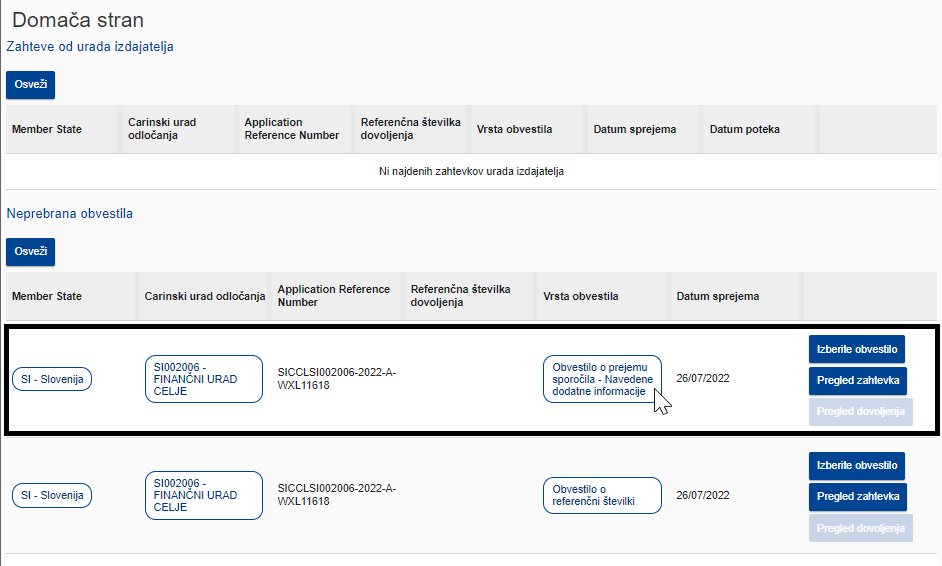 Domača stran
Zahteve od urada izdajatelja
Osveži
Member State
Carinski urad
odločanja
Application
Reference Number
Referenčna številka
dovoljenja
Vrsta obvestila
Datum sprejema
Datum poteka
Ni najdenih zahtevkov urada izdajatelja
Neprebrana obvestila
Osveži
Member State
Carinski urad odločanja
Application Reference
Number
Referenčna številka
dovoljenja
Vrsta obvestila
Datum sprejema
SI - Slovenija
SI002006 -
FINANČNI URAD
CELJE
SICCLSI002006-2022-A-
WXL11618
Obvestilo o prejemu
sporočila - Navedene
dodatne informacije
26/07/2022
Izberite obvestilo
Pregled zahtevka
Pregled dovoljenja
SI - Slovenija
SI002006 -
FINANČNI URAD
CELJE
SICCLSI002006-2022-A-
WXL11618
Obvestilo o
referenčni številki
26/07/2022
Izberite obvestilo
Pregled zahtevka
Pregled dovoljenja